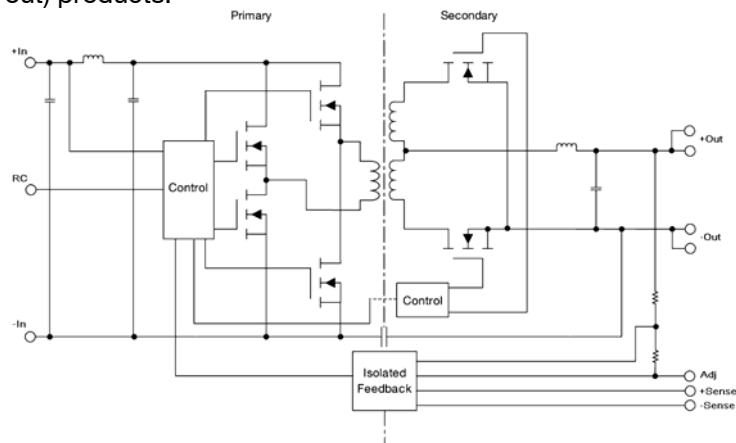 out) products.
Primary
Secondary
+In
+Out
RC
Control
-Out
Control
-In
Isolated
Feedback
Adj
+Sense
-Sense